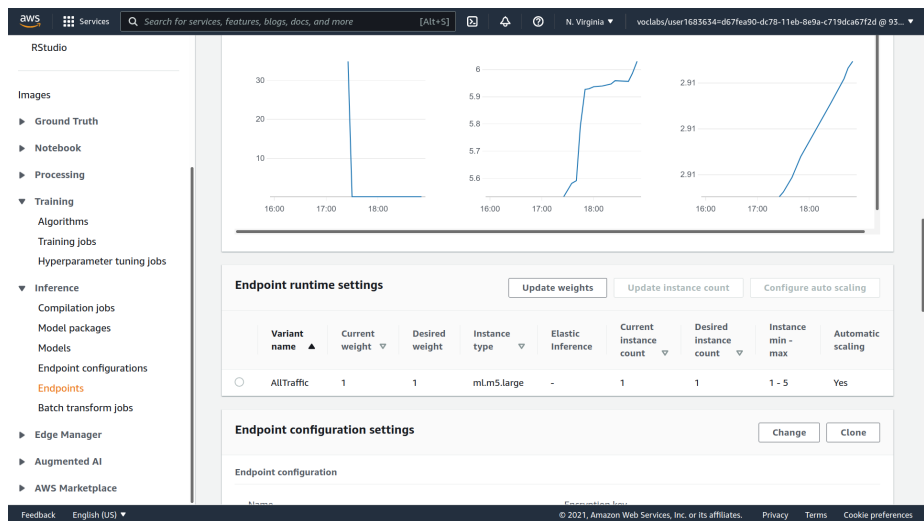 aws Services Search for services, features, blogs, docs, and more [Alt+S] N. Virginia ▼ voclabs/user1683634=d67fea90-dc78-11eb-8e9a-c719dca67f2d @ 93... ▼
RStudio
Images
Ground Truth
Notebook
Processing
Training
Algorithms
Training jobs
Hyperparameter tuning jobs
Inference
Compilation jobs
Model packages
Models
Endpoint configurations
Endpoints
Batch transform jobs
Edge Manager
Augmented AI
AWS Marketplace
30
20
10
16:00 17:00 18:00
6
5.9
5.8
5.7
5.6
16:00 17:00 18:00
2.91
2.91
2.91
16:00 17:00 18:00
Endpoint runtime settings
Update weights Update instance count Configure auto scaling
Variant name ▲ Current weight Desired weight Instance type Elastic Inference Current instance count Desired instance count Instance min - max Automatic scaling
AllTraffic 1 1 ml.m5.large - 1 1 1 - 5 Yes
Endpoint configuration settings
Change Clone
Endpoint configuration
Name Encryption key
Feedback English (US) ▼ © 2021, Amazon Web Services, Inc. or its affiliates. Privacy Terms Cookie preferences